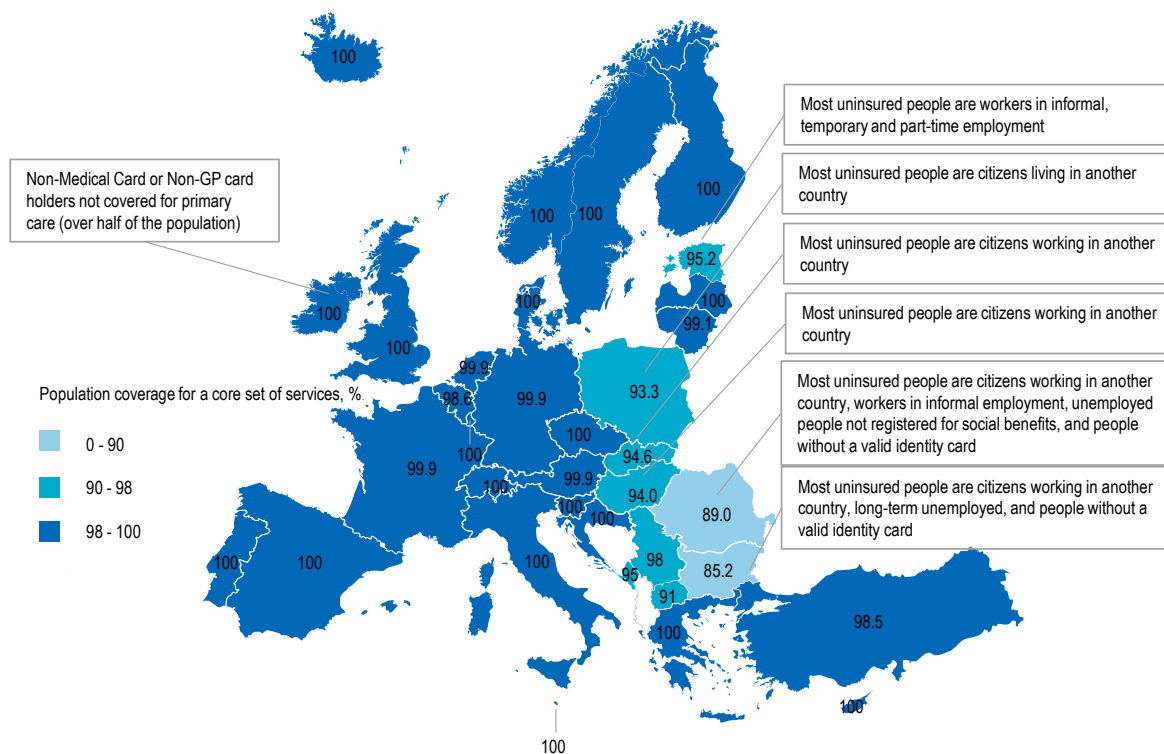 100
Most uninsured people are workers in informal,
temporary and part-time employment
Most uninsured people are citizens living in another
country
Non-Medical Card or Non-GP card
holders not covered for primary
care (over half of the population)
100
100
100
Most uninsured people are citizens working in another
country
95.2
100
100
99.1
100
100
Most uninsured people are citizens working in another
country
99.9
98.6
99.9
93.3
Most uninsured people are citizens working in another
country, workers in informal employment, unemployed
people not registered for social benefits, and people
without a valid identity card
Population coverage for a core set of services, %.
0 - 90
90 - 98
98 - 100
100
100
94.6
99.9
100
99.9
94.0
100
100
89.0
Most uninsured people are citizens working in another
country, long-term unemployed, and people without a
valid identity card
100
100
100
98
95
85.2
91
100
98.5
100
100